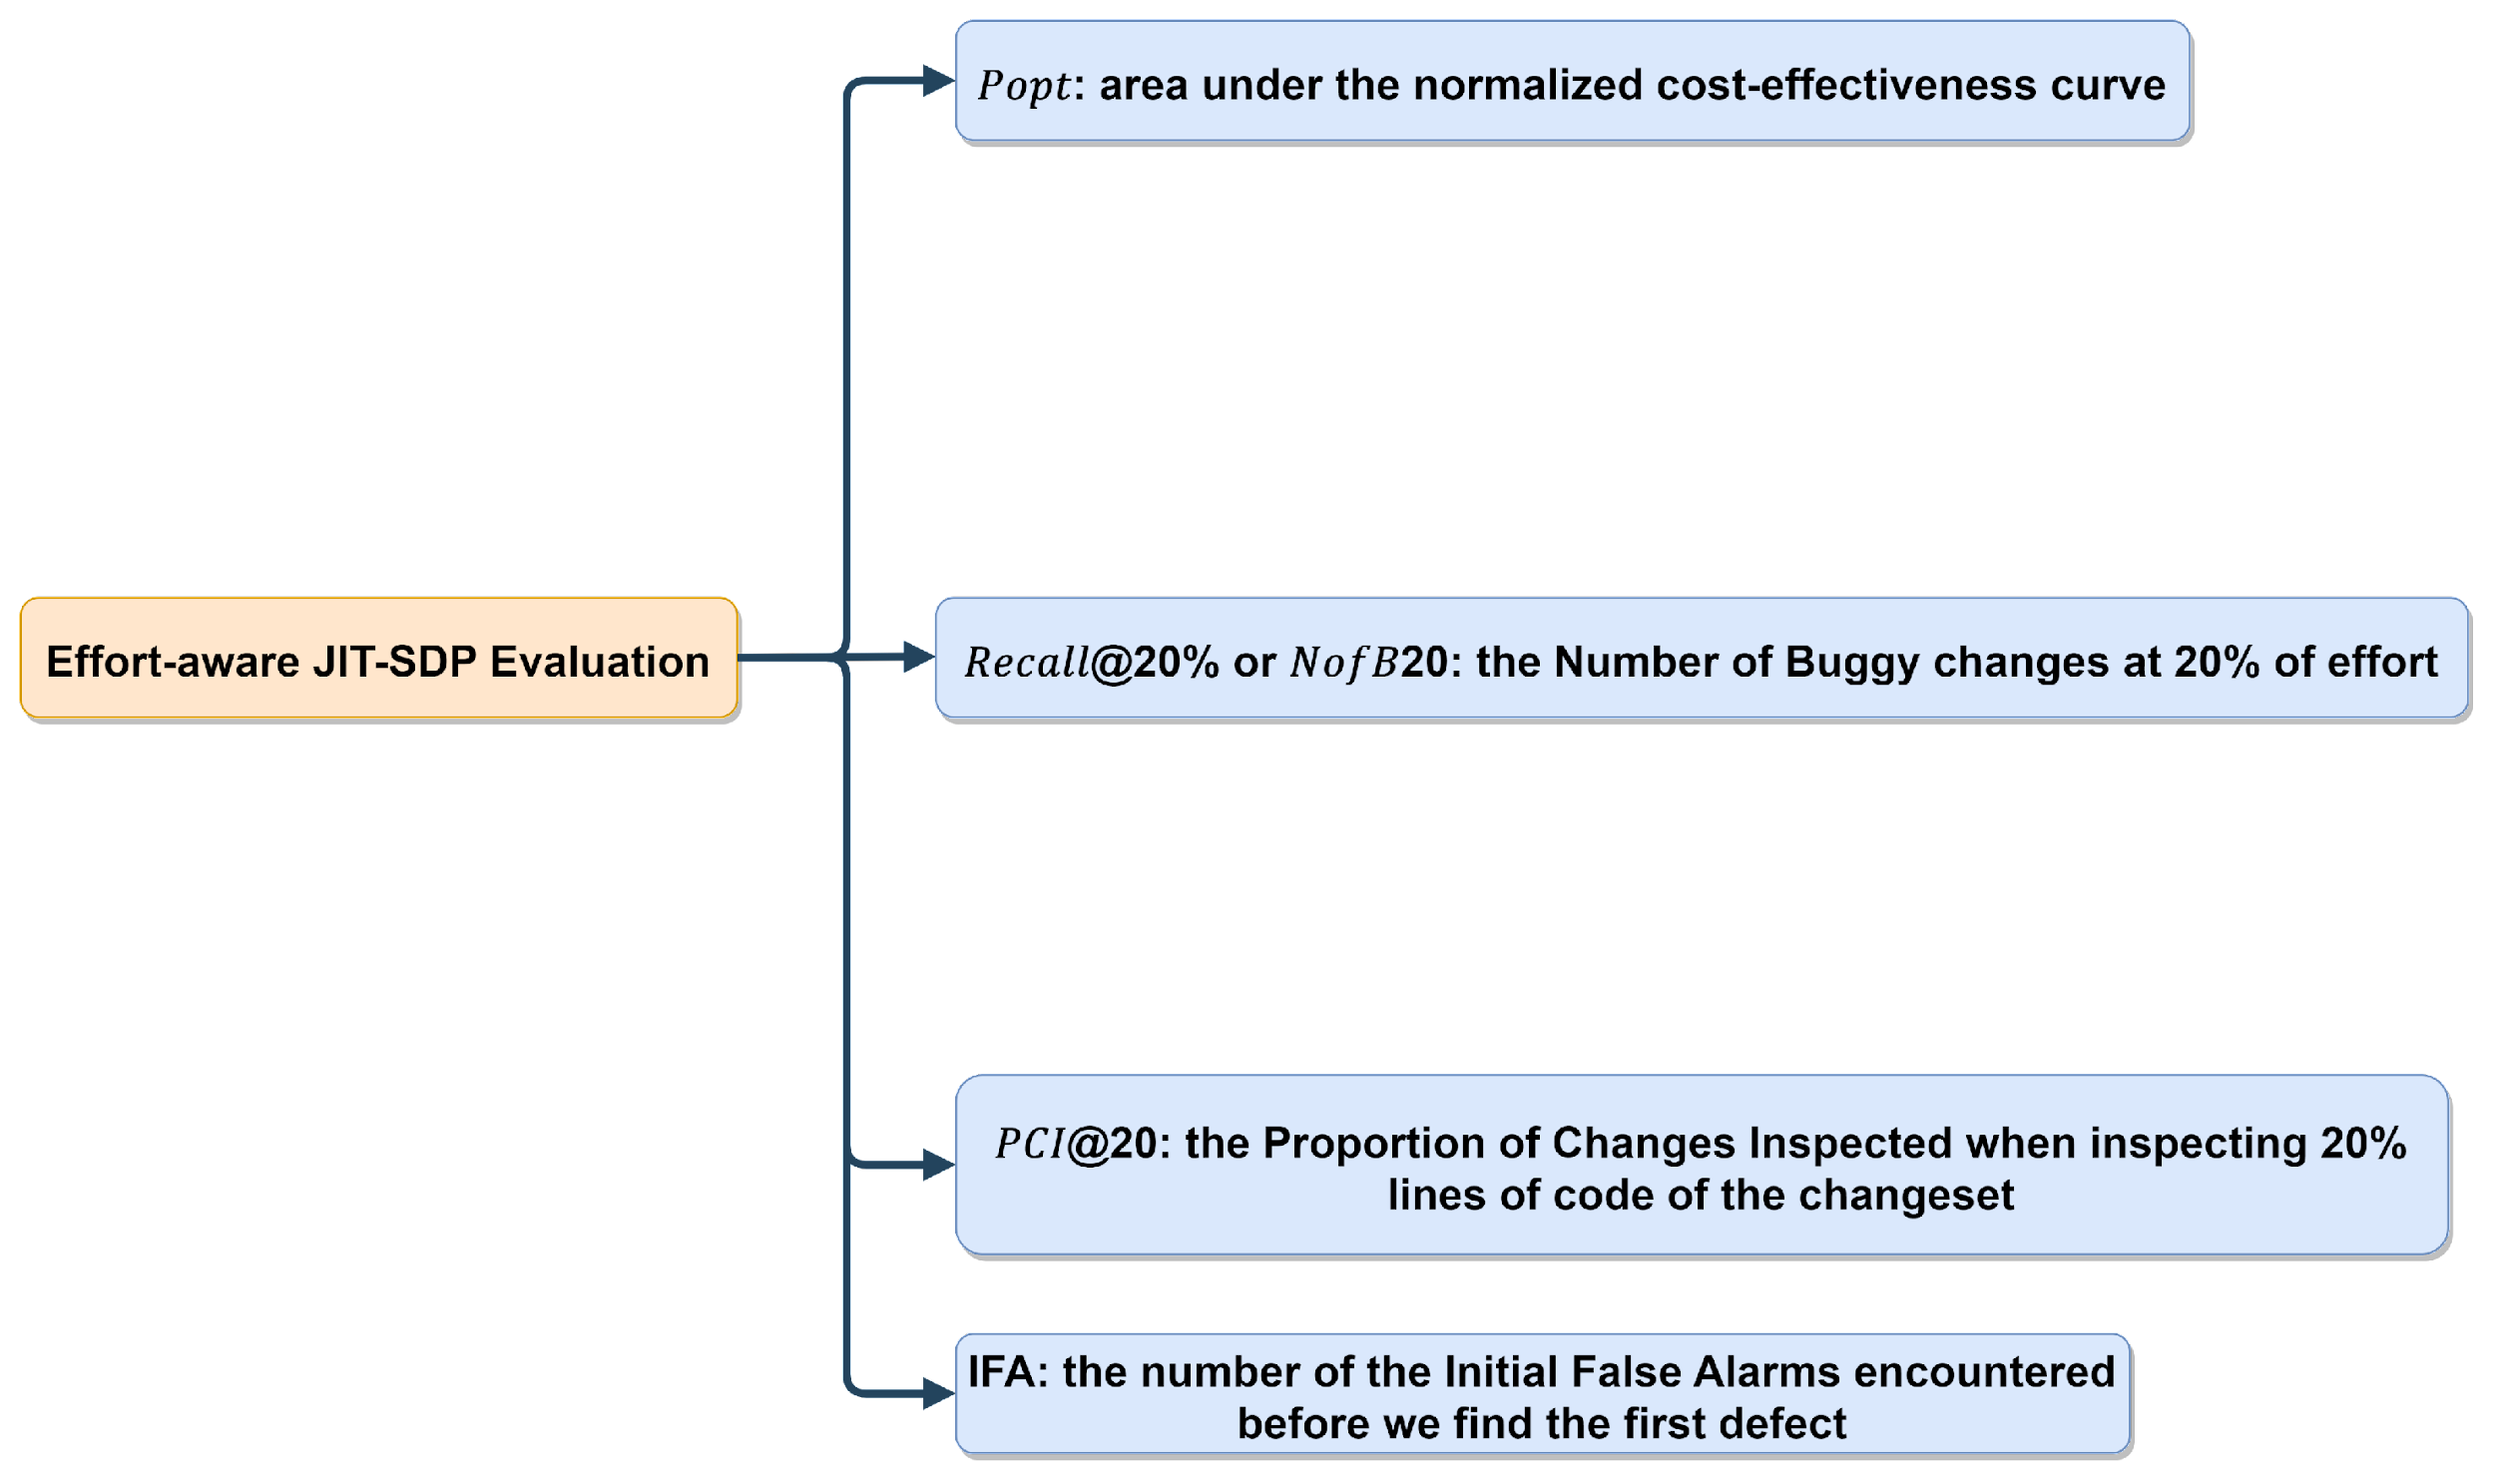 Popt: area under the normalized cost-effectiveness curve
Effort-aware JIT-SDP Evaluation
Recall@20% or NofB20: the Number of Buggy changes at 20% of effort
PCI@20: the Proportion of Changes Inspected when inspecting 20%
lines of code of the changeset
IFA: the number of the Initial False Alarms encountered
before we find the first defect